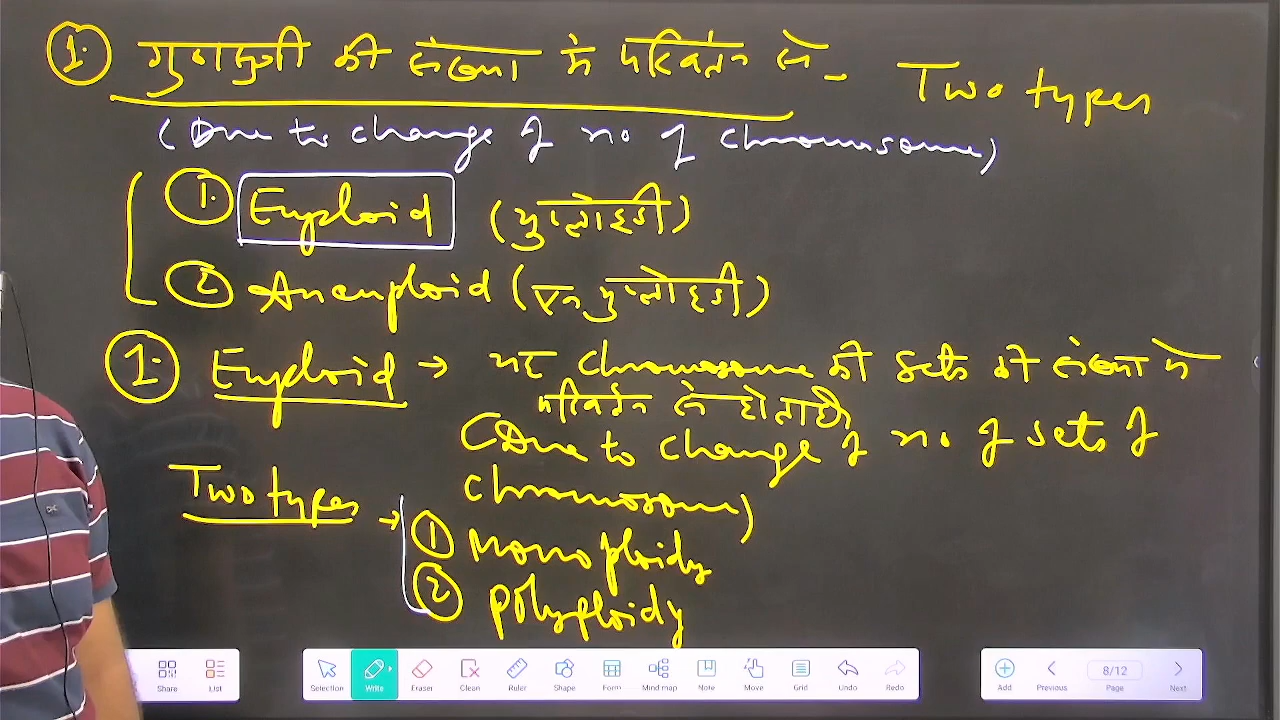 1. गुणसूत्रों की संख्या में परिवर्तन से - Two types
(Due to change of no of chromosome)
1. Euploid (युप्लोइडी)
2 Aneuploid (एन्युप्लोइडी)
1. Euploid → यह chromosome की sets की संख्या में
परिवर्तन से होता है
(Due to change of no of sets of
chromosome)
Two types →
1 Monoploidy
2 polyploidy
Share List Selection Write Eraser Clean Ruler Shape Form Mind map Note Move Grid Undo Redo Add Previous 8/12 Page Next